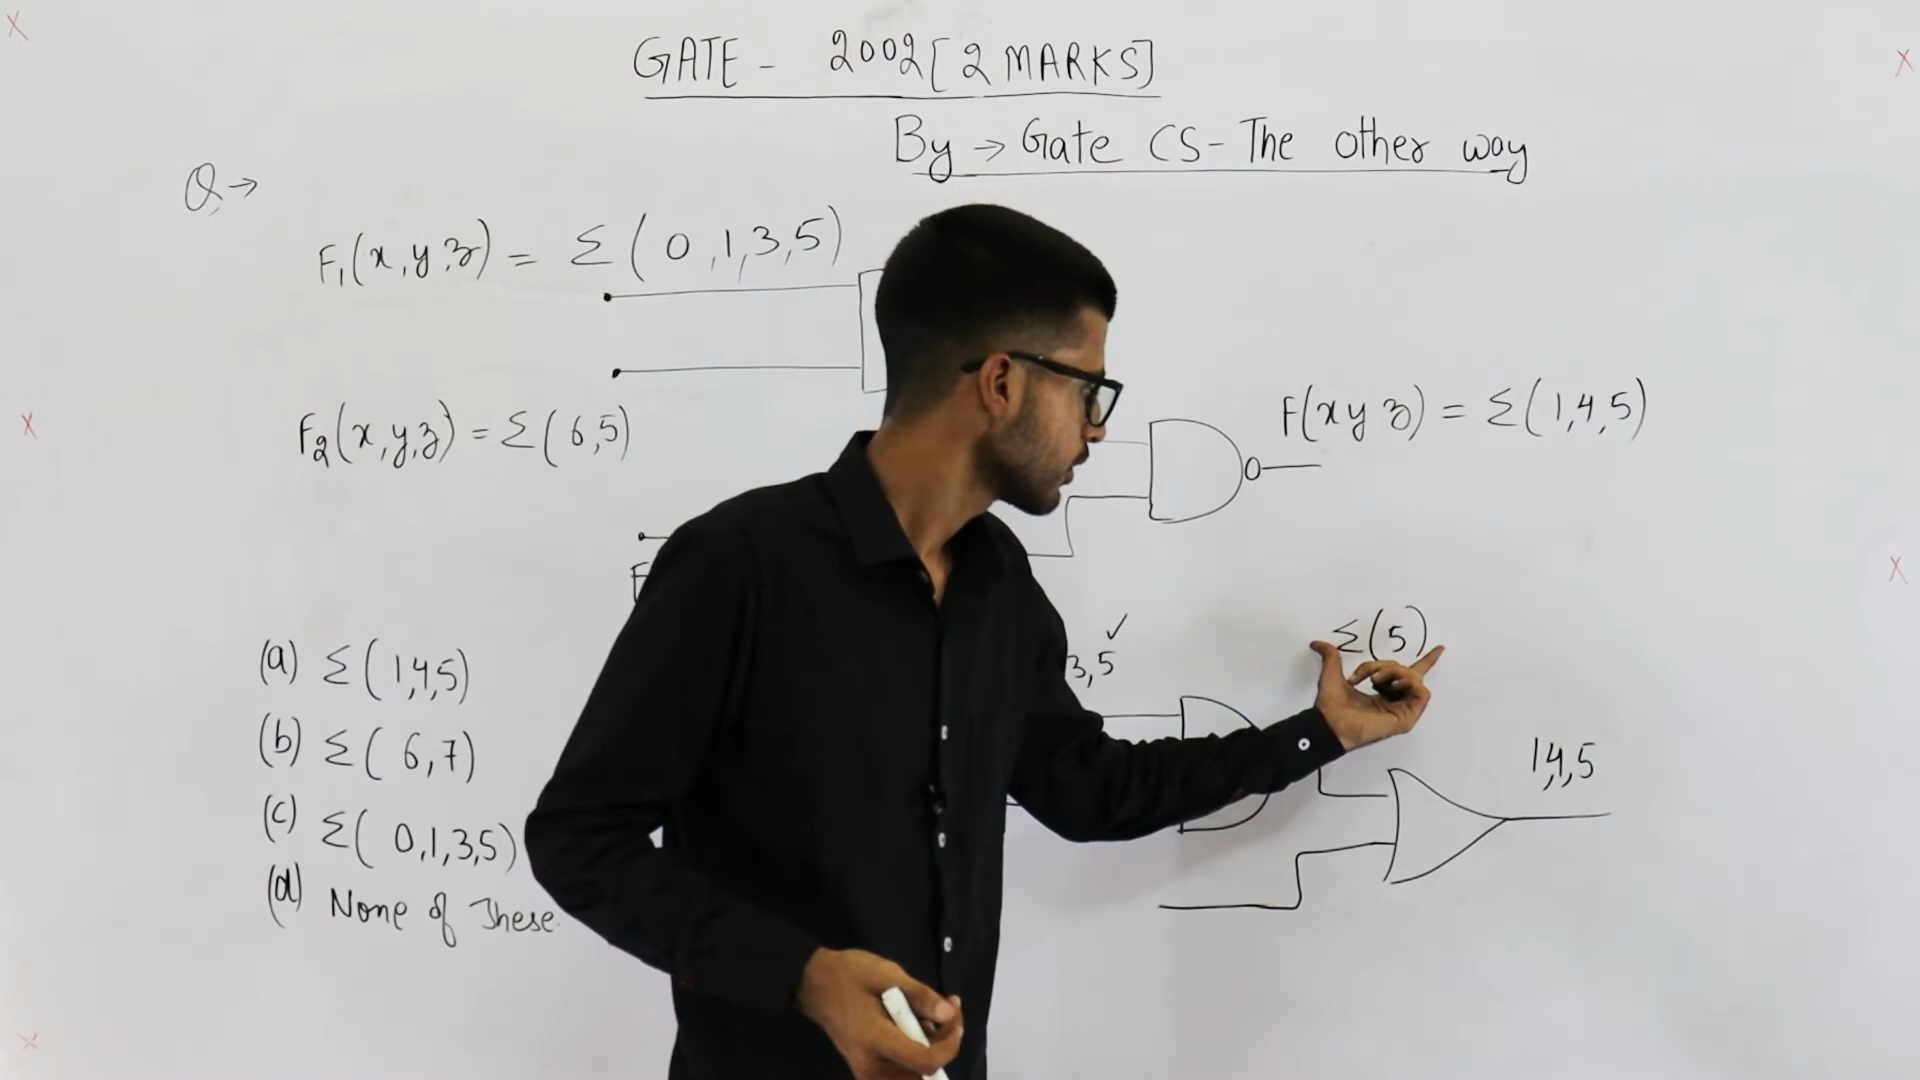 GATE - 2002 [2 MARKS]
By → Gate CS - The other way
Q →
F₁(x,y,z) = Σ(0,1,3,5)
F₂(x,y,z) = Σ(6,5)
F(xyz) = Σ(1,4,5)
F
3,5 ✓
Σ(5)
1,4,5
(a) Σ(1,4,5)
(b) Σ(6,7)
(c) Σ(0,1,3,5)
(d) None of These.